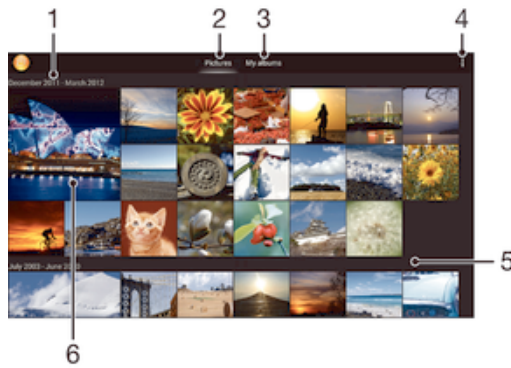 1 2 3 4
Pictures My albums
December 2011 - March 2012
5
July 2003 - June 2010
6